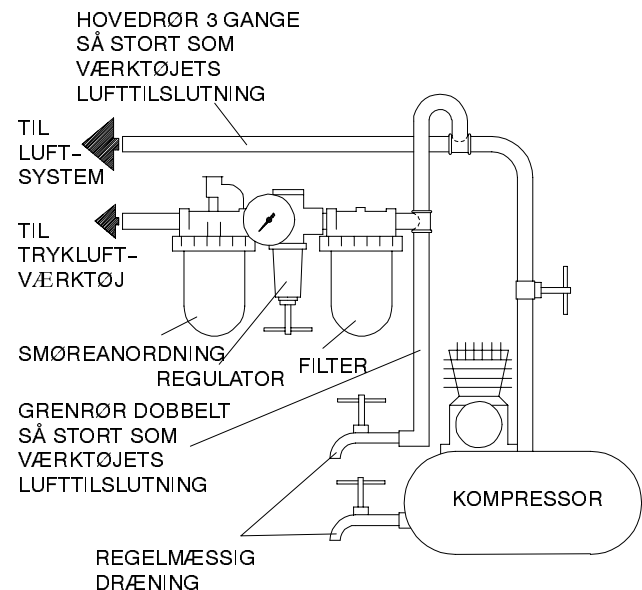 HOVEDRØR 3 GANGE
SÅ STORT SOM
VÆRKTØJETS
LUFTTILSLUTNING
TIL
LUFT–
SYSTEM
TIL
TRYKLUFT–
VÆRKTØJ
SMØREANORDNING
REGULATOR
FILTER
GRENRØR DOBBELT
SÅ STORT SOM
VÆRKTØJETS
LUFTTILSLUTNING
KOMPRESSOR
REGELMÆSSIG
DRÆNING